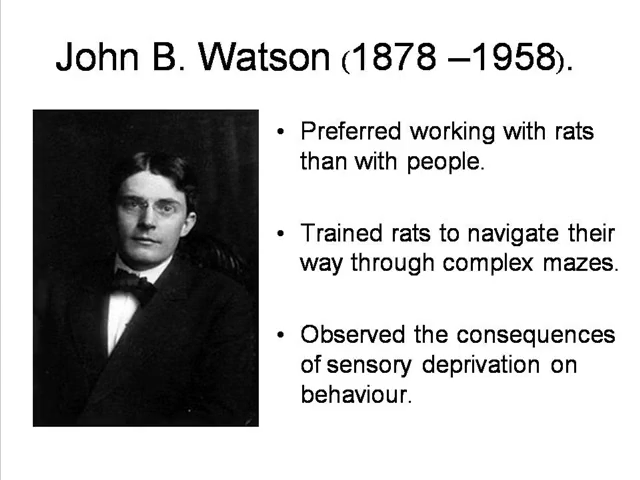 John B. Watson (1878 –1958).
• Preferred working with rats
than with people.
• Trained rats to navigate their
way through complex mazes.
• Observed the consequences
of sensory deprivation on
behaviour.